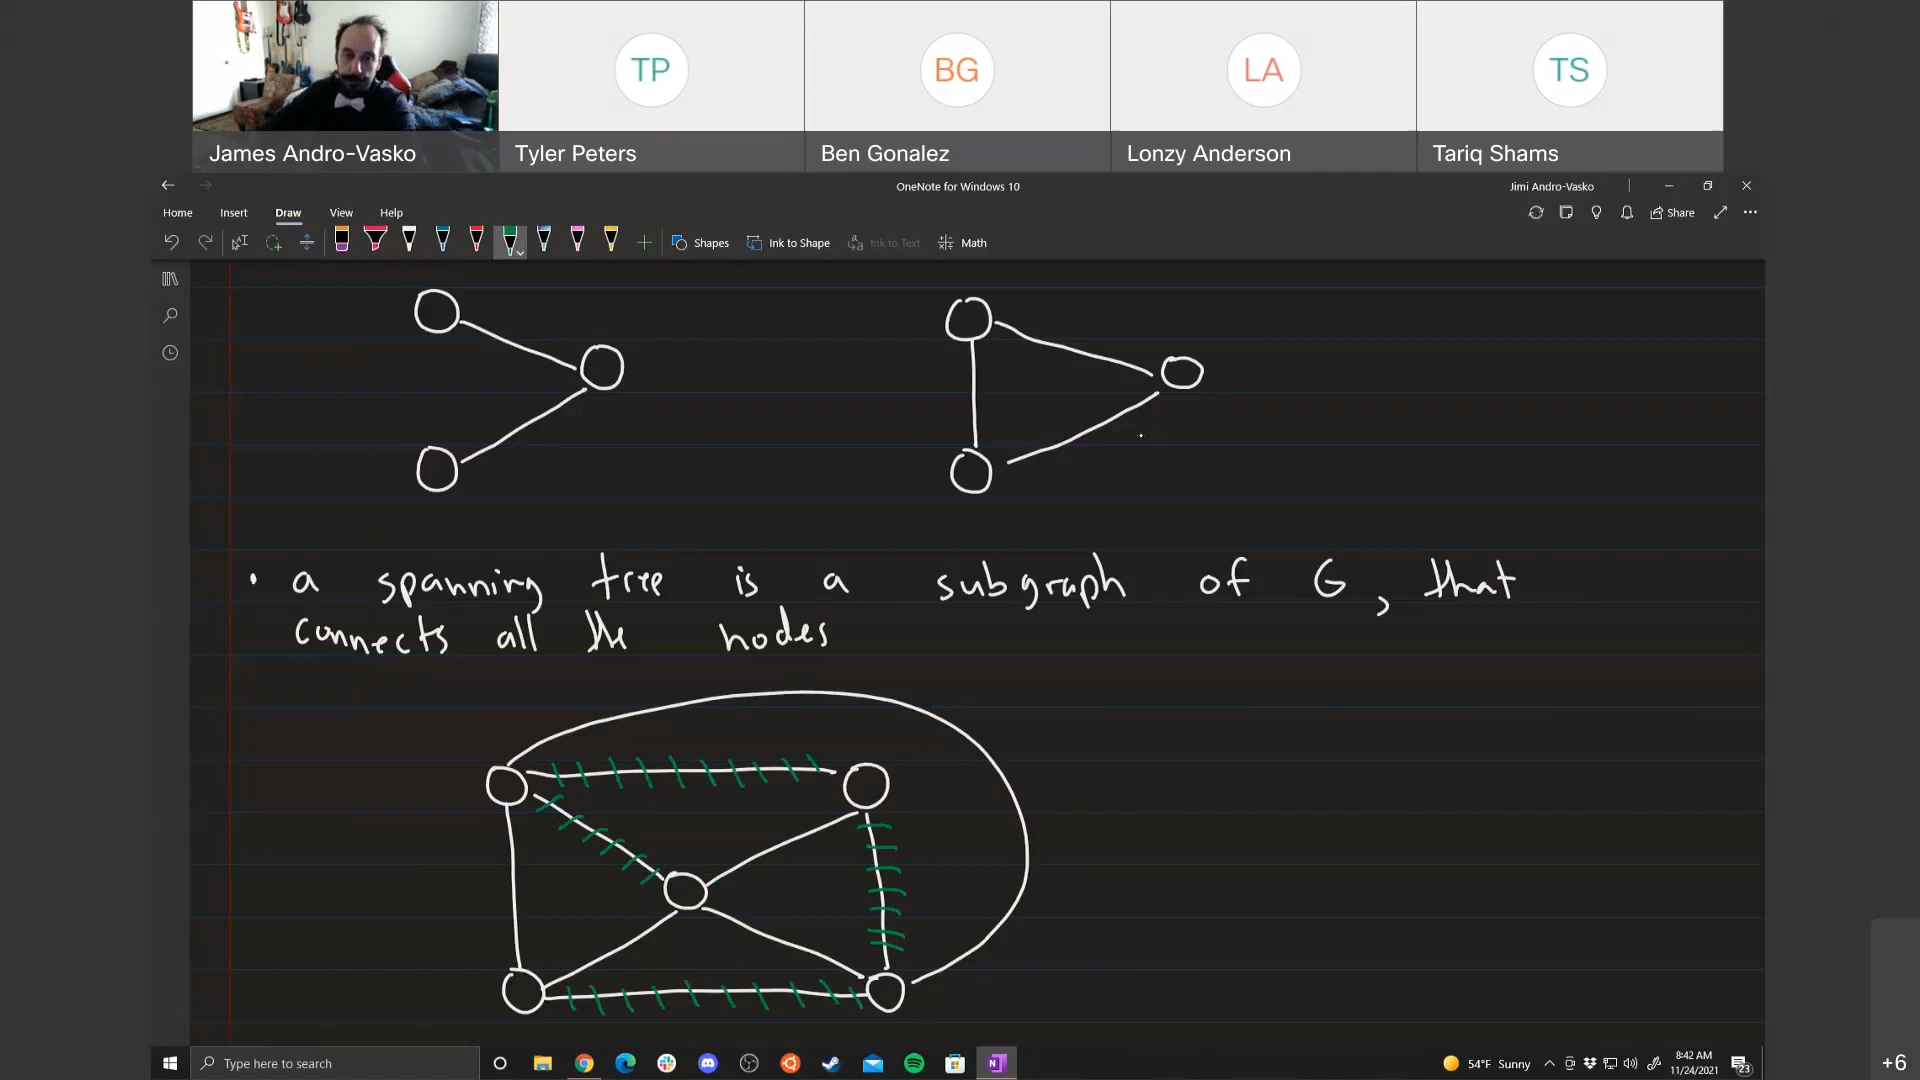 TP
BG
LA
TS
James Andro-Vasko
Tyler Peters
Ben Gonalez
Lonzy Anderson
Tariq Shams
OneNote for Windows 10
Jimi Andro-Vasko
Home Insert Draw View Help
Share
Shapes Ink to Shape Ink to Text Math
• a spanning tree is a subgraph of G, that
connects all the nodes
Type here to search
54°F Sunny
8:42 AM
11/24/2021
23
+6